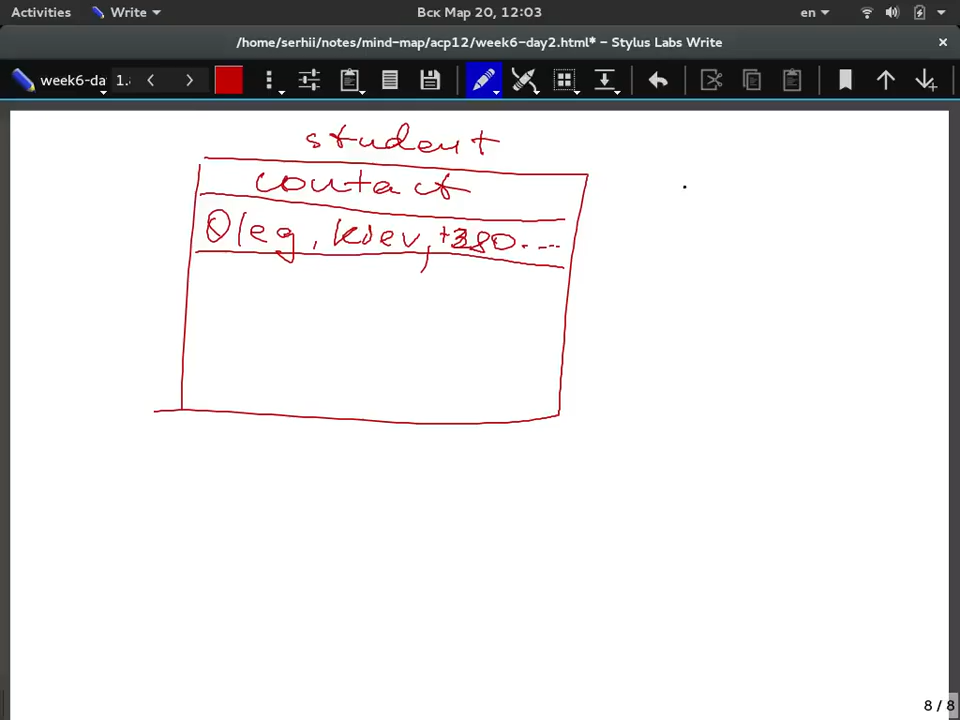 Activities Write Вск Мар 20, 12:03 en
/home/serhii/notes/mind-map/acp12/week6-day2.html* – Stylus Labs Write ×
week6-da 1.
student
contact
Oleg, Kiev, +380....
8 / 8